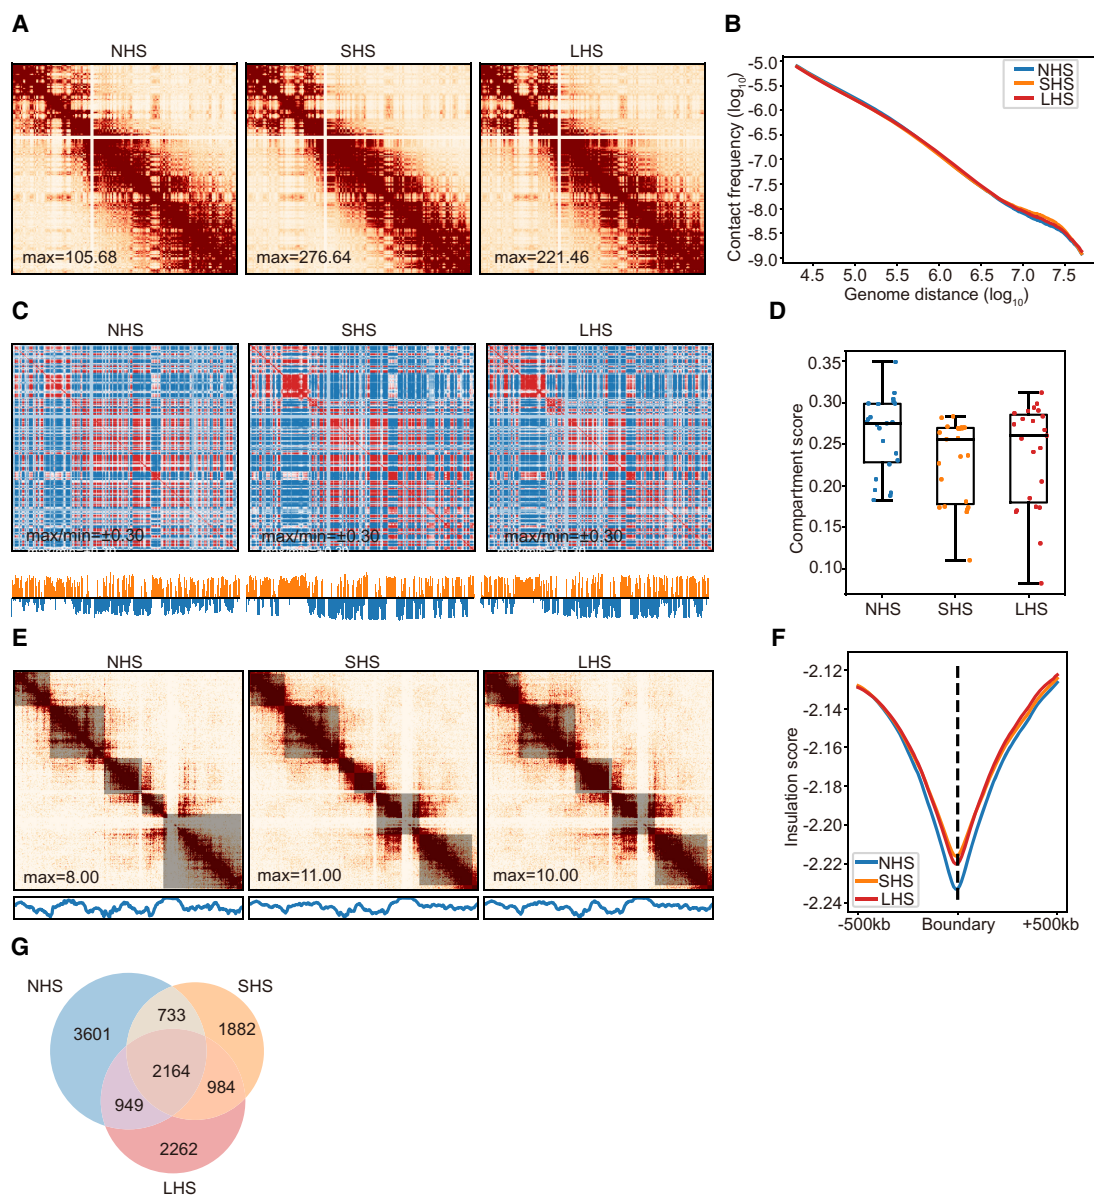 A
NHS
SHS
LHS
max=105.68
max=276.64
max=221.46
B
Contact frequency (log10)
-5.0
-5.5
-6.0
-6.5
-7.0
-7.5
-8.0
-8.5
-9.0
4.5
5.0
5.5
6.0
6.5
7.0
7.5
Genome distance (log10)
NHS
SHS
LHS
C
NHS
SHS
LHS
max/min=±0.30
max/min=±0.30
max/min=±0.30
D
Compartment score
0.35
0.30
0.25
0.20
0.15
0.10
NHS
SHS
LHS
E
NHS
SHS
LHS
max=8.00
max=11.00
max=10.00
F
Insulation score
-2.12
-2.14
-2.16
-2.18
-2.20
-2.22
-2.24
NHS
SHS
LHS
-500kb
Boundary
+500kb
G
NHS
SHS
733
3601
1882
2164
984
949
2262
LHS